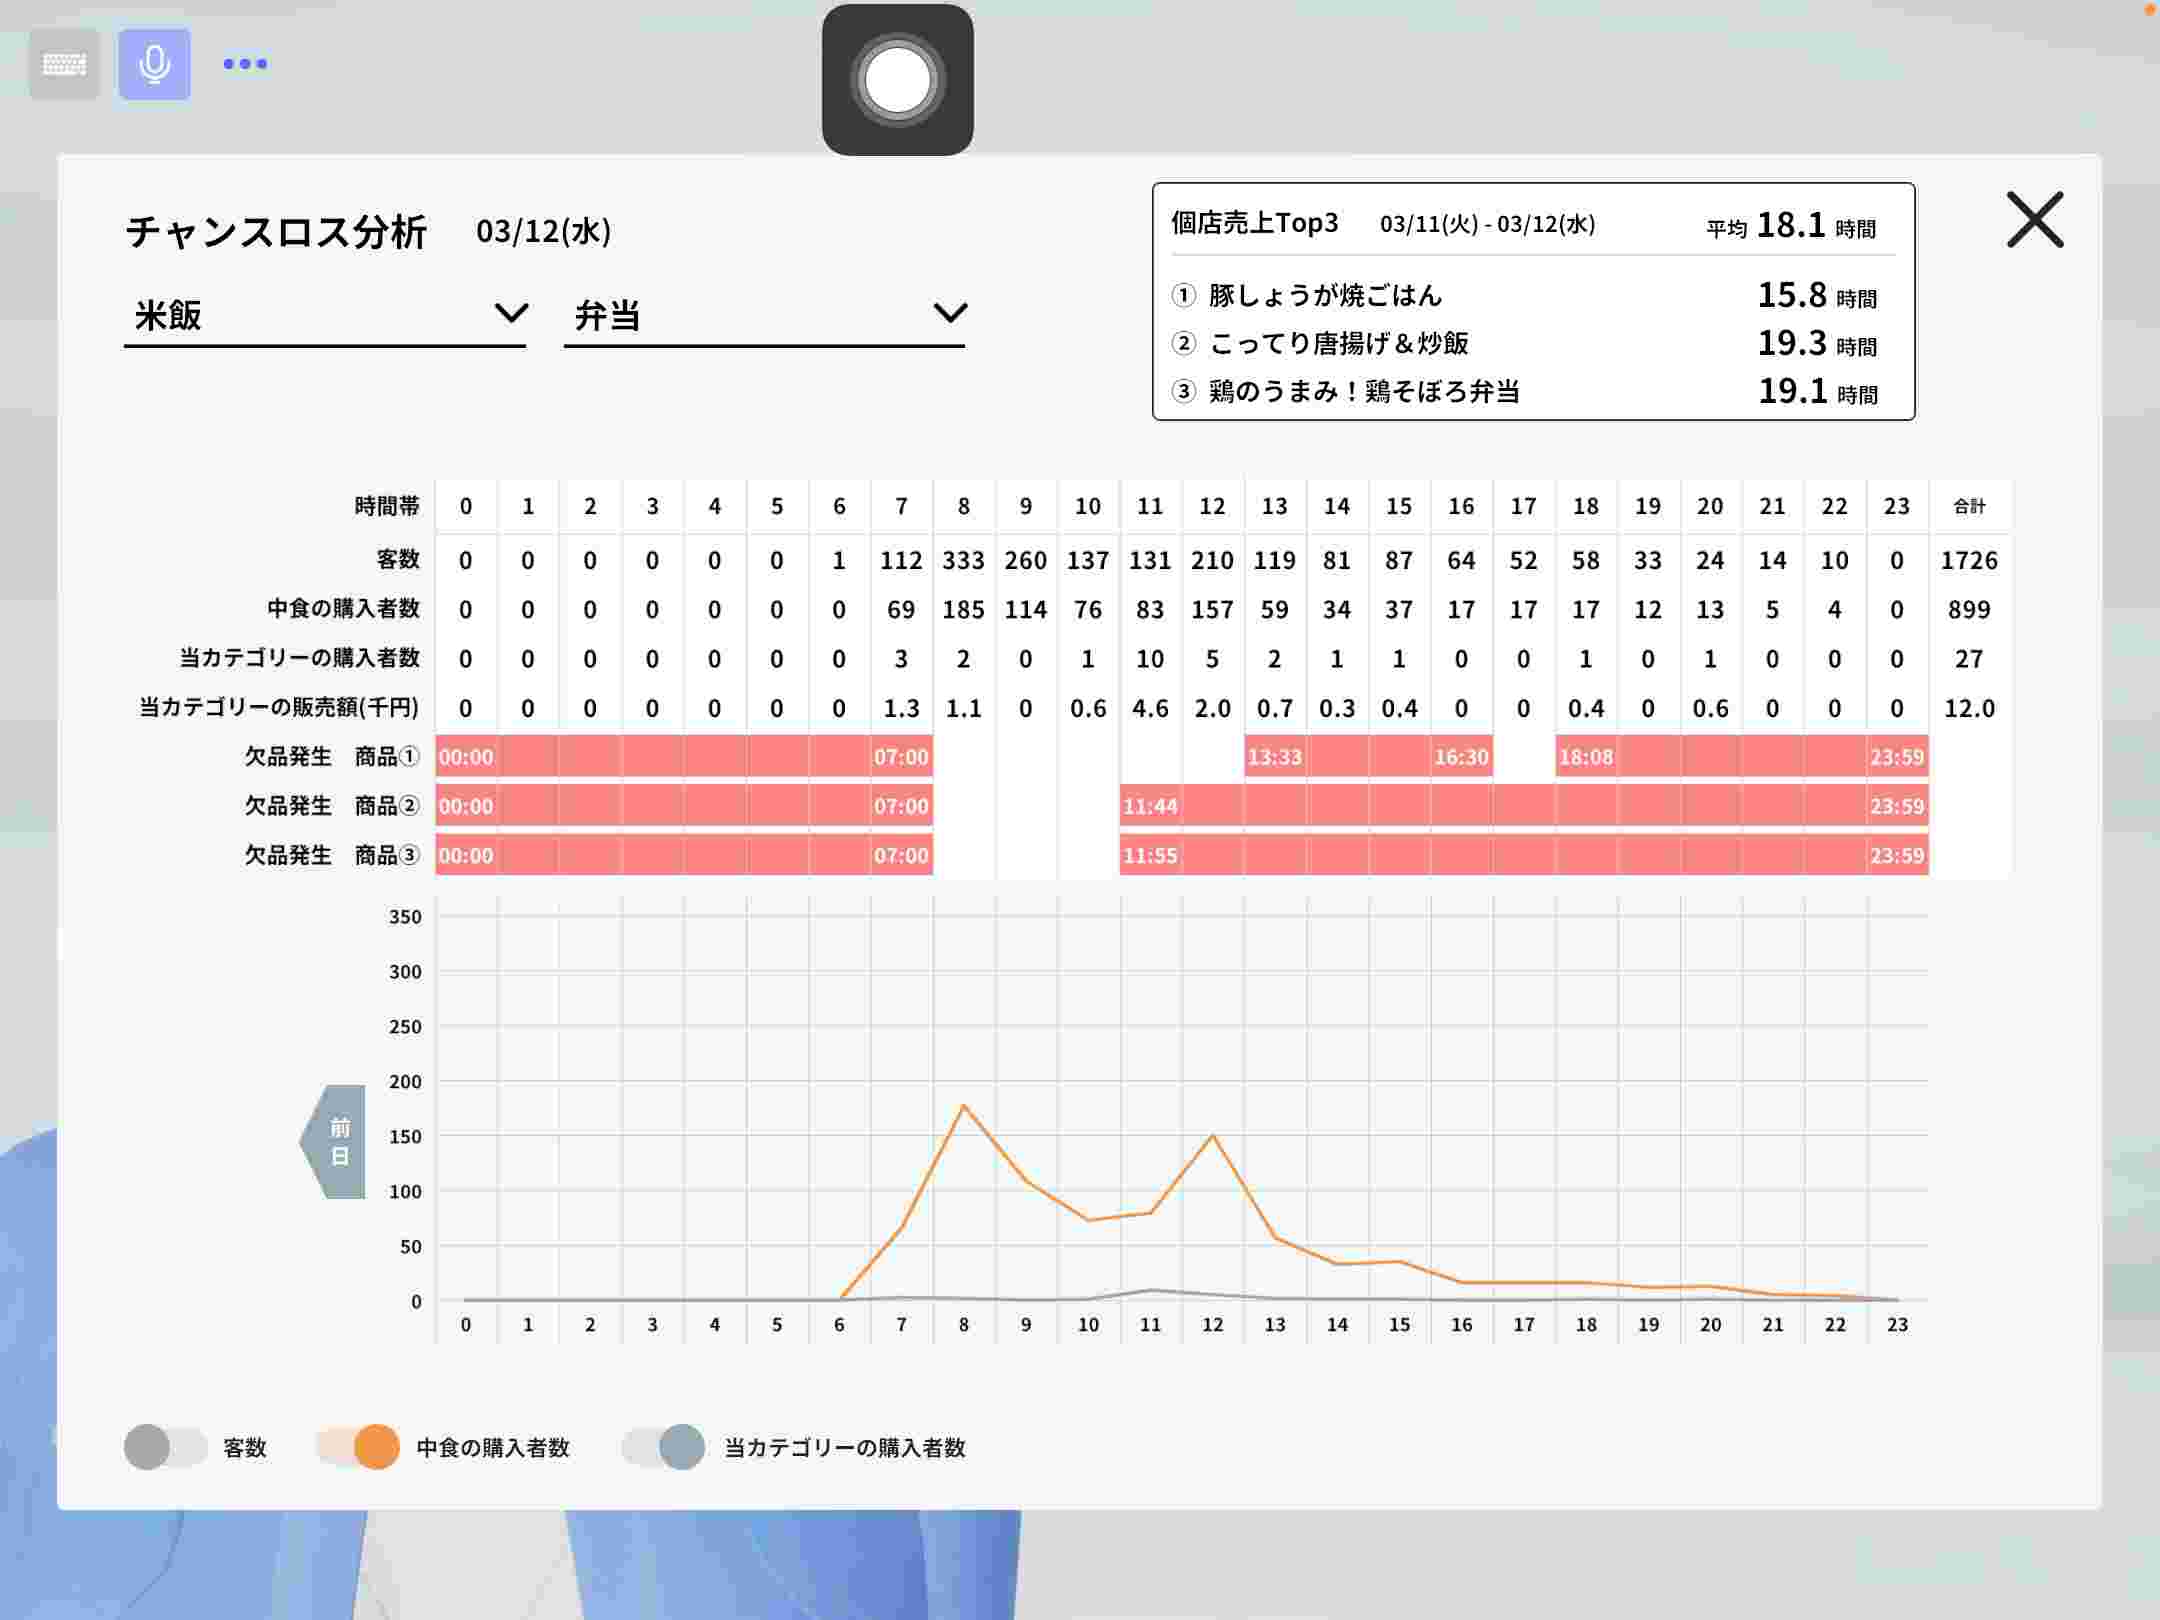 チャンスロス分析 03/12(水)
米飯 弁当
個店売上Top3 03/11(火) - 03/12(水) 平均 18.1 時間
① 豚しょうが焼ごはん 15.8 時間
② こってり唐揚げ＆炒飯 19.3 時間
③ 鶏のうまみ！鶏そぼろ弁当 19.1 時間
時間帯 0 1 2 3 4 5 6 7 8 9 10 11 12 13 14 15 16 17 18 19 20 21 22 23 合計
客数 0 0 0 0 0 0 1 112 333 260 137 131 210 119 81 87 64 52 58 33 24 14 10 0 1726
中食の購入者数 0 0 0 0 0 0 0 69 185 114 76 83 157 59 34 37 17 17 17 12 13 5 4 0 899
当カテゴリーの購入者数 0 0 0 0 0 0 0 3 2 0 1 10 5 2 1 1 0 0 1 0 1 0 0 0 27
当カテゴリーの販売額(千円) 0 0 0 0 0 0 0 1.3 1.1 0 0.6 4.6 2.0 0.7 0.3 0.4 0 0 0.4 0 0.6 0 0 0 12.0
欠品発生 商品① 00:00 07:00 13:33 16:30 18:08 23:59
欠品発生 商品② 00:00 07:00 11:44 23:59
欠品発生 商品③ 00:00 07:00 11:55 23:59
350
300
250
200
150
100
50
0
前日
0 1 2 3 4 5 6 7 8 9 10 11 12 13 14 15 16 17 18 19 20 21 22 23
客数 中食の購入者数 当カテゴリーの購入者数